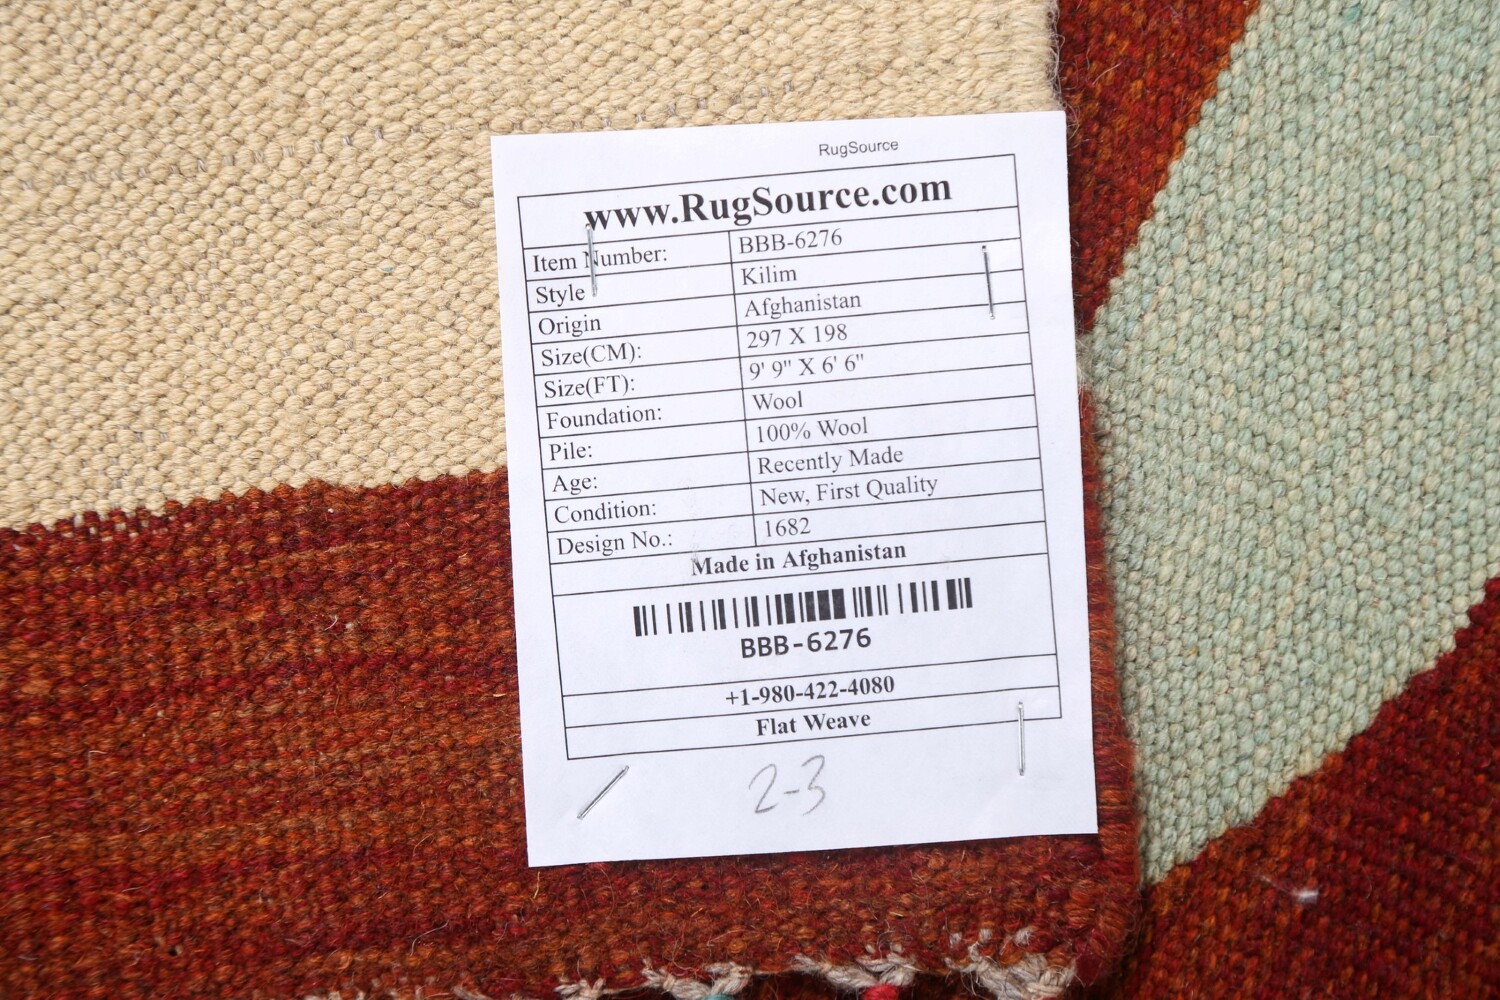 RugSource
www.RugSource.com
Item Number: BBB-6276
Style Kilim
Origin Afghanistan
Size(CM): 297 X 198
Size(FT): 9' 9" X 6' 6"
Foundation: Wool
Pile: 100% Wool
Age: Recently Made
Condition: New, First Quality
Design No.: 1682
Made in Afghanistan
BBB-6276
+1-980-422-4080
Flat Weave
2-3